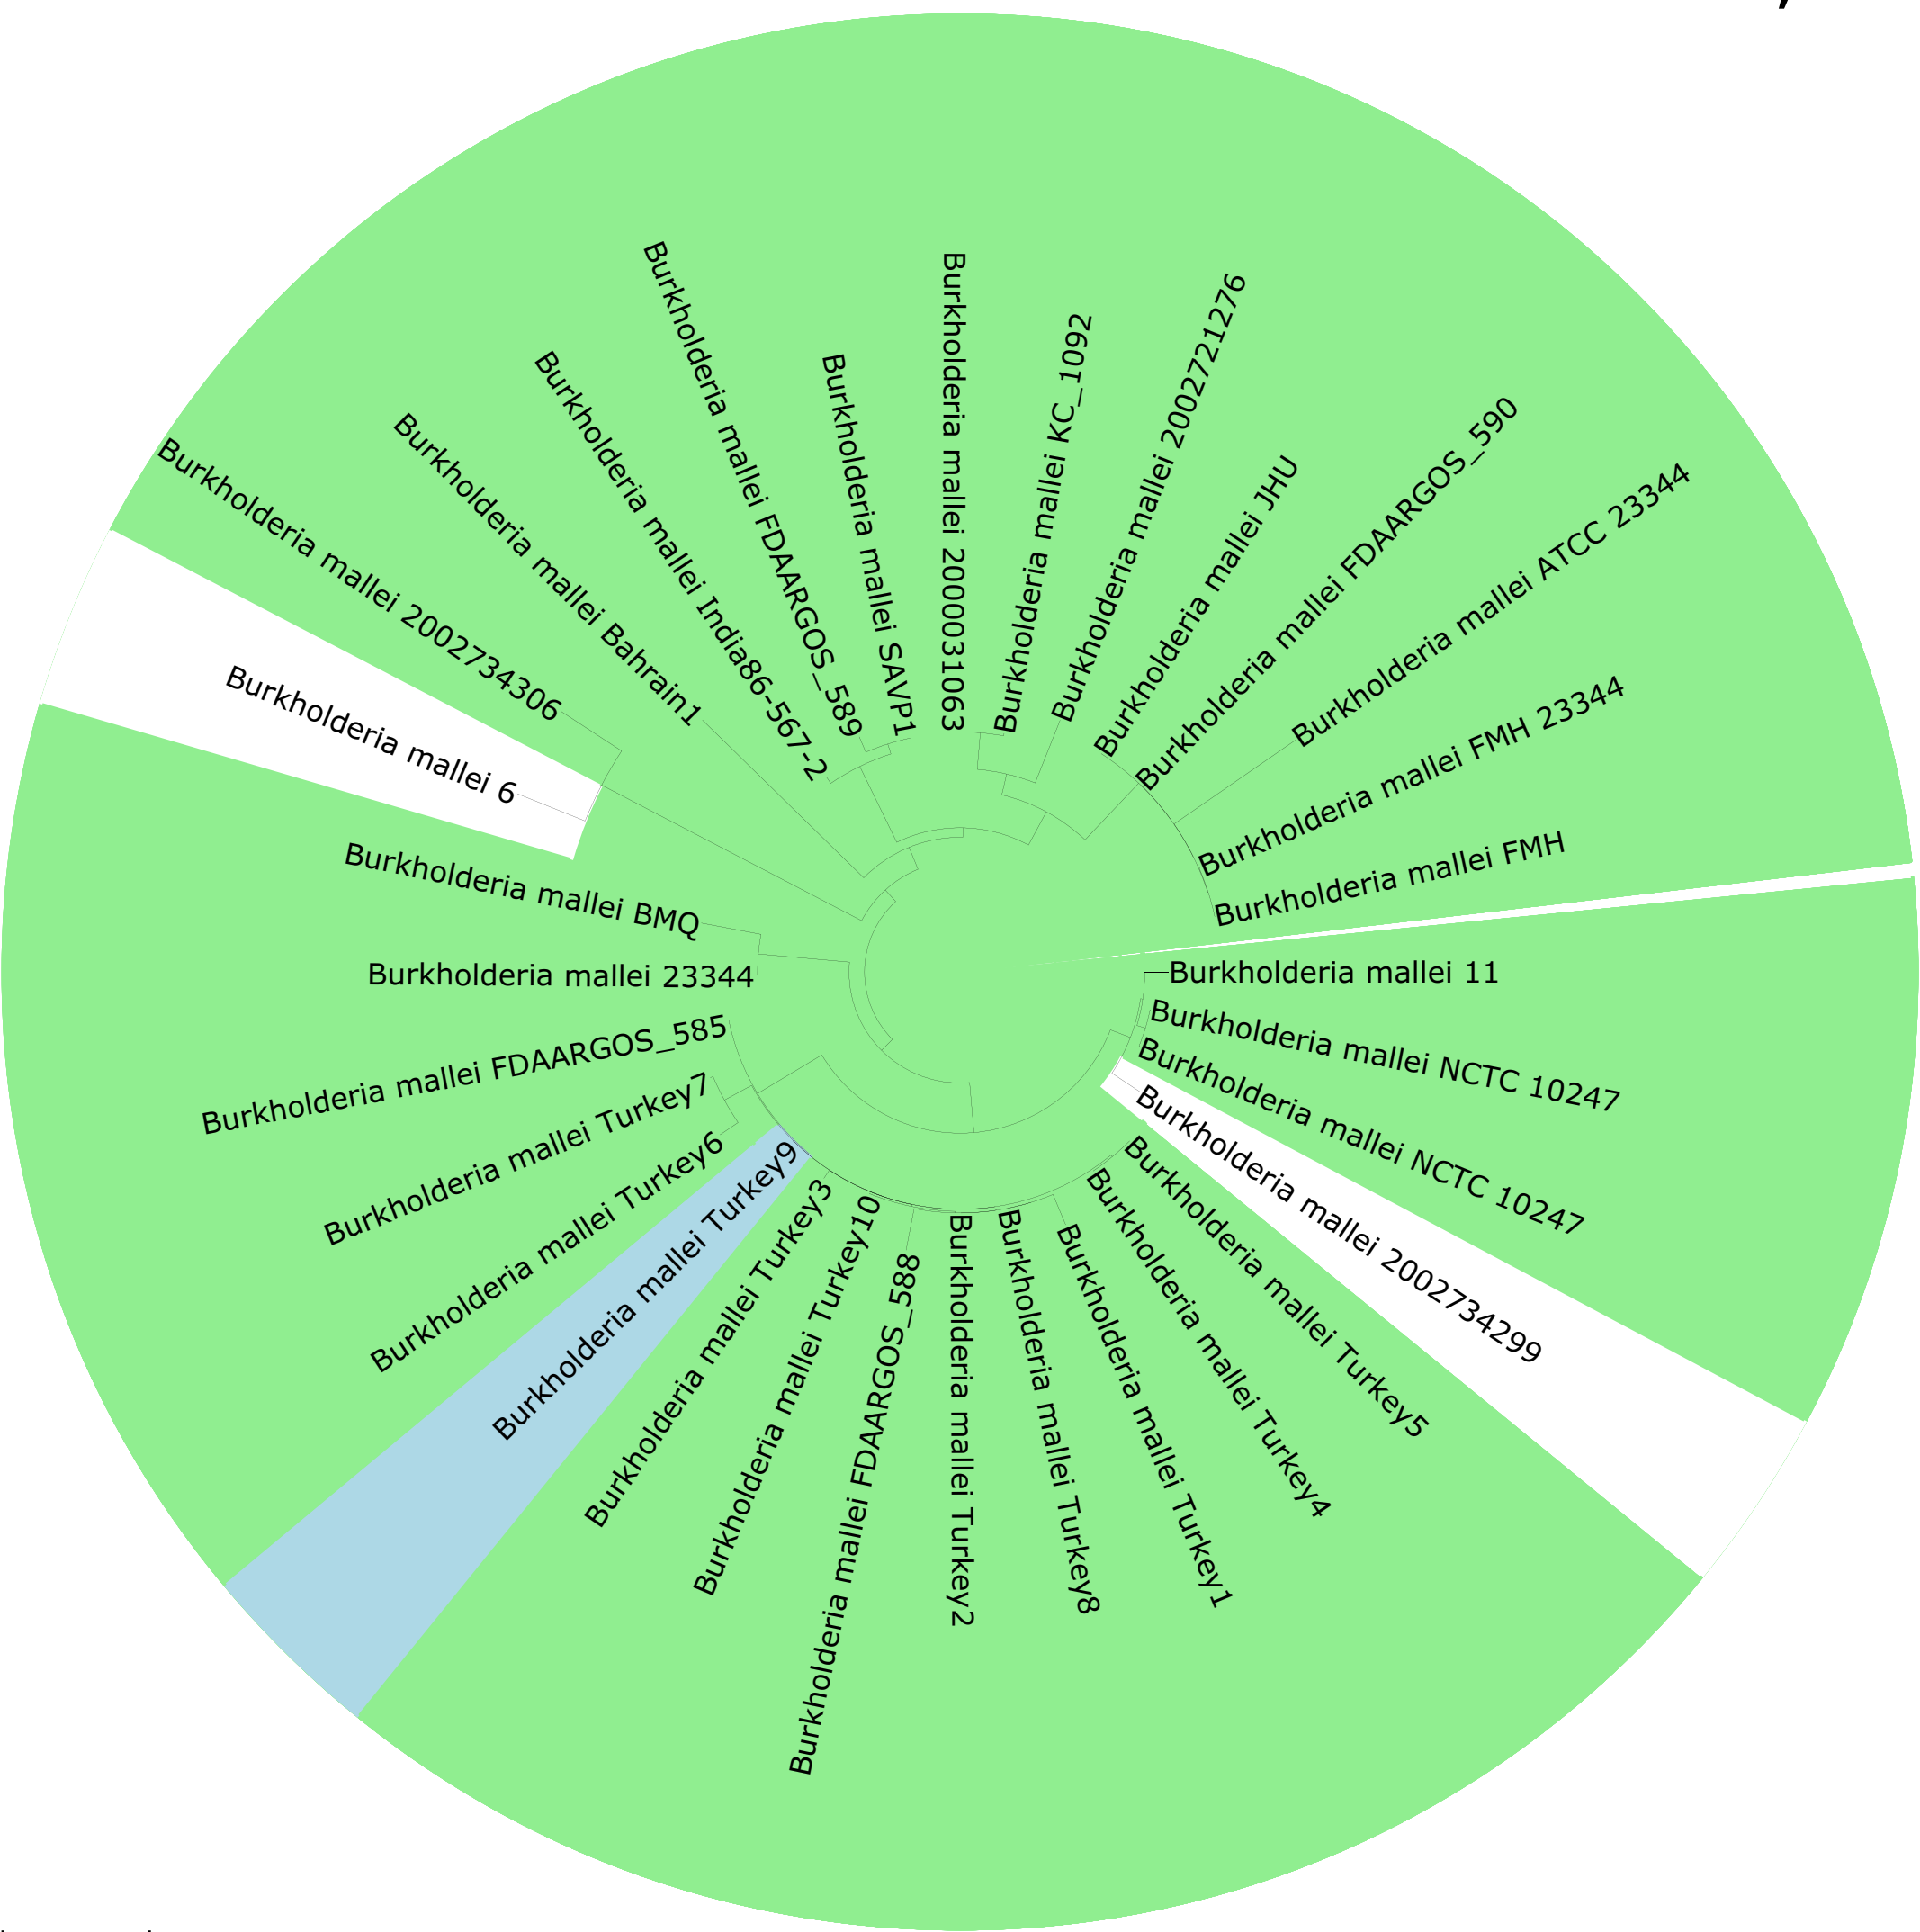 Burkholderia mallei 2000031063
Burkholderia mallei KC_1092
Burkholderia mallei 2002721276
Burkholderia mallei JHU
Burkholderia mallei FDAARGOS_590
Burkholderia mallei ATCC 23344
Burkholderia mallei FMH 23344
Burkholderia mallei FMH
Burkholderia mallei 11
Burkholderia mallei NCTC 10247
Burkholderia mallei NCTC 10247
Burkholderia mallei 2002734299
Burkholderia mallei Turkey5
Burkholderia mallei Turkey4
Burkholderia mallei Turkey1
Burkholderia mallei Turkey8
Burkholderia mallei Turkey2
Burkholderia mallei FDAARGOS_588
Burkholderia mallei Turkey10
Burkholderia mallei Turkey3
Burkholderia mallei Turkey9
Burkholderia mallei Turkey6
Burkholderia mallei Turkey7
Burkholderia mallei FDAARGOS_585
Burkholderia mallei 23344
Burkholderia mallei BMQ
Burkholderia mallei 6
Burkholderia mallei 2002734306
Burkholderia mallei Bahrain1
Burkholderia mallei India86-567-2
Burkholderia mallei FDAARGOS_589
Burkholderia mallei SAVP1